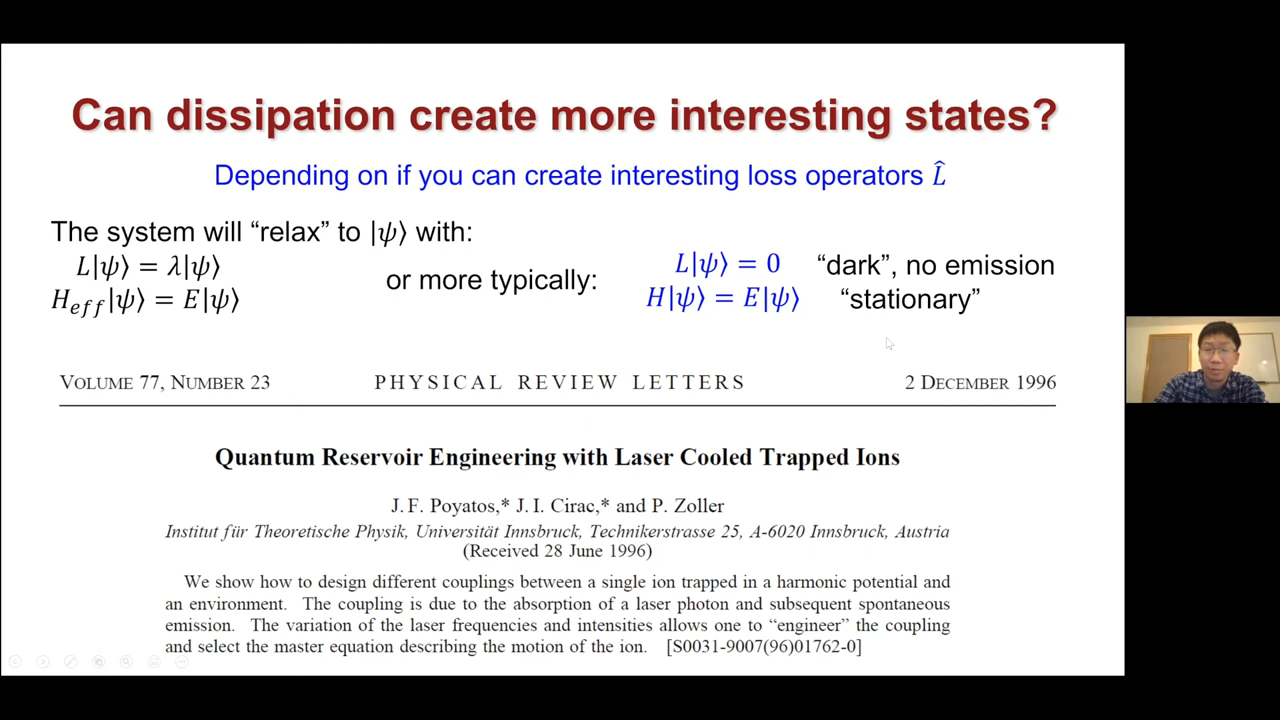 Can dissipation create more interesting states?
Depending on if you can create interesting loss operators L̂
The system will “relax” to |ψ⟩ with:
L|ψ⟩ = λ|ψ⟩
H_eff|ψ⟩ = E|ψ⟩
or more typically:
L|ψ⟩ = 0 “dark”, no emission
H|ψ⟩ = E|ψ⟩ “stationary”
VOLUME 77, NUMBER 23 PHYSICAL REVIEW LETTERS 2 DECEMBER 1996
Quantum Reservoir Engineering with Laser Cooled Trapped Ions
J. F. Poyatos,* J. I. Cirac,* and P. Zoller
Institut für Theoretische Physik, Universität Innsbruck, Technikerstrasse 25, A-6020 Innsbruck, Austria
(Received 28 June 1996)
We show how to design different couplings between a single ion trapped in a harmonic potential and
an environment. The coupling is due to the absorption of a laser photon and subsequent spontaneous
emission. The variation of the laser frequencies and intensities allows one to “engineer” the coupling
and select the master equation describing the motion of the ion. [S0031-9007(96)01762-0]